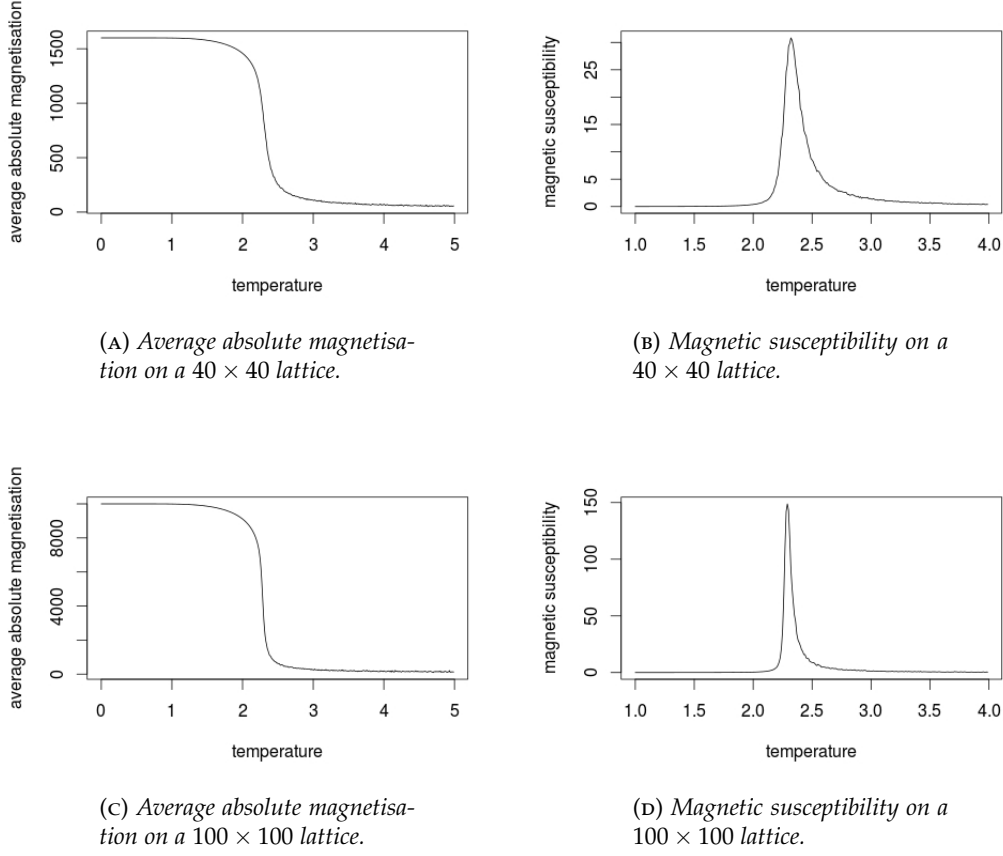 average absolute magnetisation
1500
1000
500
0
0 1 2 3 4 5
temperature
(A) Average absolute magnetisa-
tion on a 40 × 40 lattice.
magnetic susceptibility
25
15
5
0
1.0 1.5 2.0 2.5 3.0 3.5 4.0
temperature
(B) Magnetic susceptibility on a
40 × 40 lattice.
average absolute magnetisation
8000
4000
0
0 1 2 3 4 5
temperature
(C) Average absolute magnetisa-
tion on a 100 × 100 lattice.
magnetic susceptibility
150
100
50
0
1.0 1.5 2.0 2.5 3.0 3.5 4.0
temperature
(D) Magnetic susceptibility on a
100 × 100 lattice.